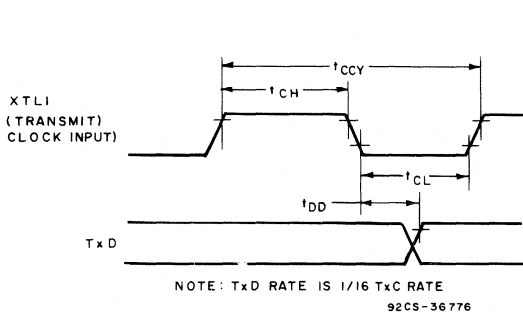 tCCY
tCH
XTLI
(TRANSMIT)
CLOCK INPUT)
tCL
tDD
TxD
NOTE: TxD RATE IS 1/16 TxC RATE
92CS-36776